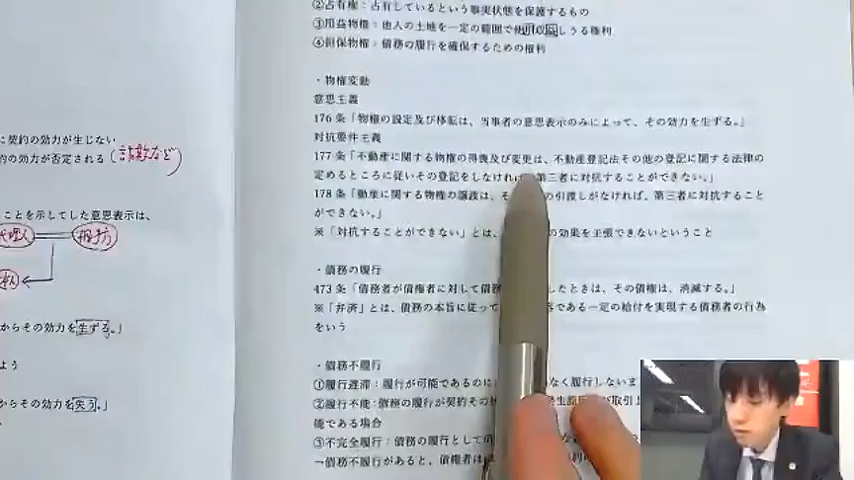 に契約の効力が生じない
的の効力が否定される（詐欺など）
ことを示してした意思表示は、
代理人 相手方
本人
からその効力を生ずる。」
よう
からその効力を失う。」
②占有権：占有しているという事実状態を保護するもの
③用益物権：他人の土地を一定の範囲で使用収益しうる権利
④担保物権：債務の履行を確保するための権利
・物権変動
意思主義
176 条「物権の設定及び移転は、当事者の意思表示のみによって、その効力を生ずる。」
対抗要件主義
177 条「不動産に関する物権の得喪及び変更は、不動産登記法その他の登記に関する法律の
定めるところに従いその登記をしなければ、第三者に対抗することができない。」
178 条「動産に関する物権の譲渡は、そ の引渡しがなければ、第三者に対抗すること
ができない。」
※「対抗することができない」とは、 の効果を主張できないということ
・債務の履行
473 条「債務者が債権者に対して債務 したときは、その債権は、消滅する。」
※「弁済」とは、債務の本旨に従って 容である一定の給付を実現する債務者の行為
をいう
・債務不履行
①履行遅滞：履行が可能であるのに なく履行しないま
②履行不能：債務の履行が契約その 発生原 が取引
能である場合
③不完全履行：債務の履行として
→債務不履行があると、債権者は